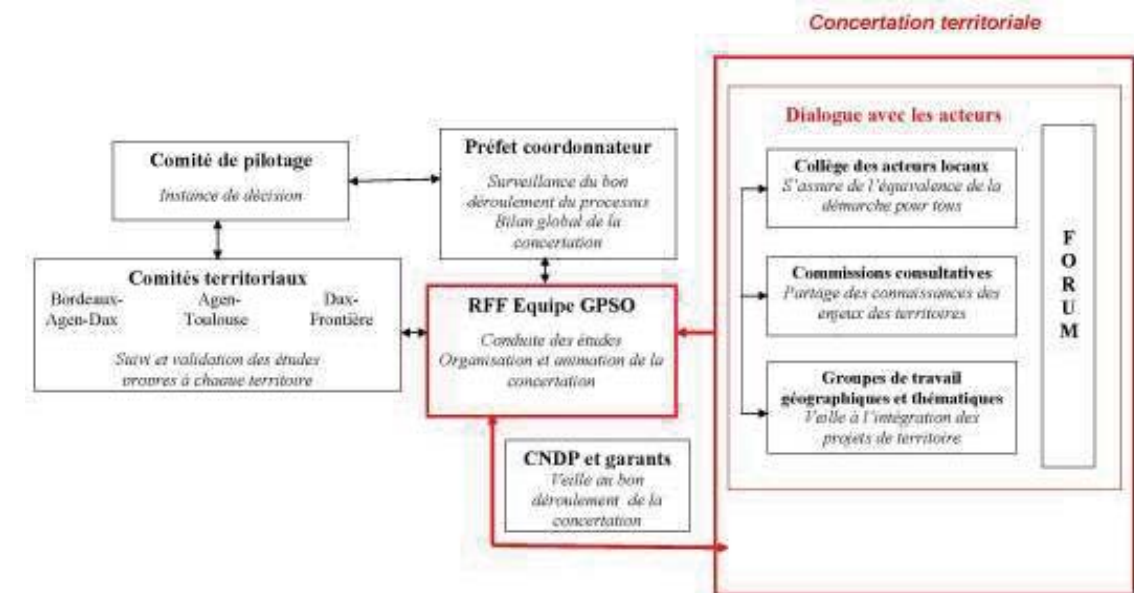 Concertation territoriale
Comité de pilotage
Instance de décision
Préfet coordonnateur
Surveillance du bon
déroulement du processus
Bilan global de la
concertation
Comités territoriaux
Bordeaux-
Agen-Dax
Agen-
Toulouse
Dax-
Frontière
Suivi et validation des études
propres à chaque territoire
RFF Equipe GPSO
Conduite des études
Organisation et animation de la
concertation
CNDP et garants
Veille au bon
déroulement de la
concertation
Dialogue avec les acteurs
Collège des acteurs locaux
S'assure de l'équivalence de la
démarche pour tous
Commissions consultatives
Partage des connaissances des
enjeux des territoires
Groupes de travail
géographiques et thématiques
Veille à l'intégration des
projets de territoire
F
O
R
U
M